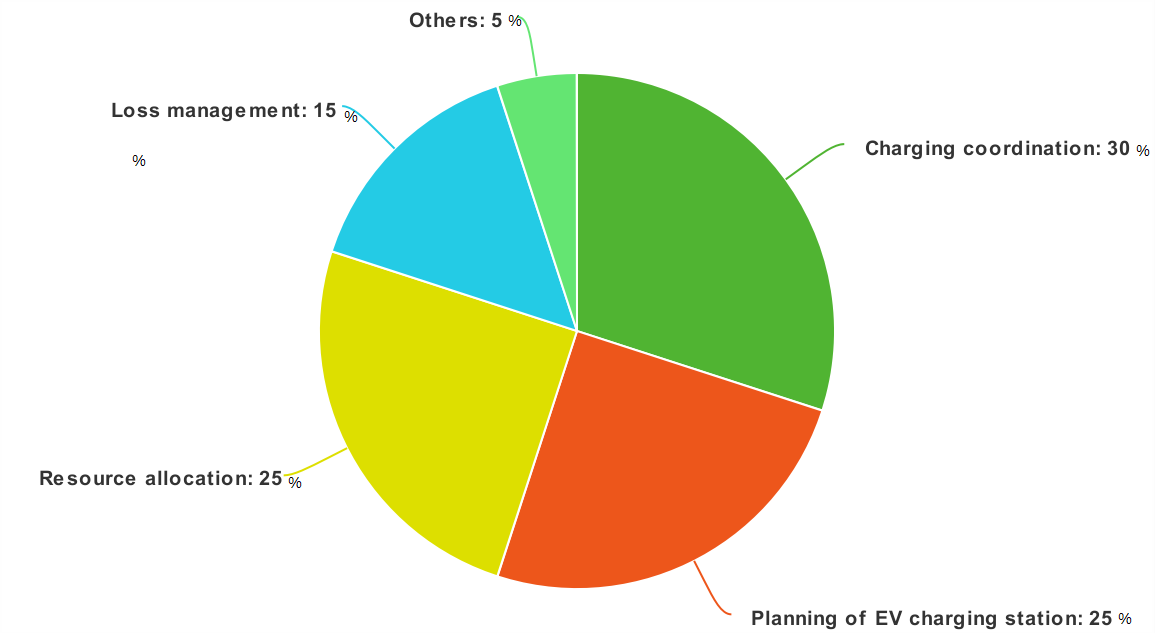 Others: 5 %
Loss management: 15 %
Charging coordination: 30 %
%
Resource allocation: 25 %
Planning of EV charging station: 25 %